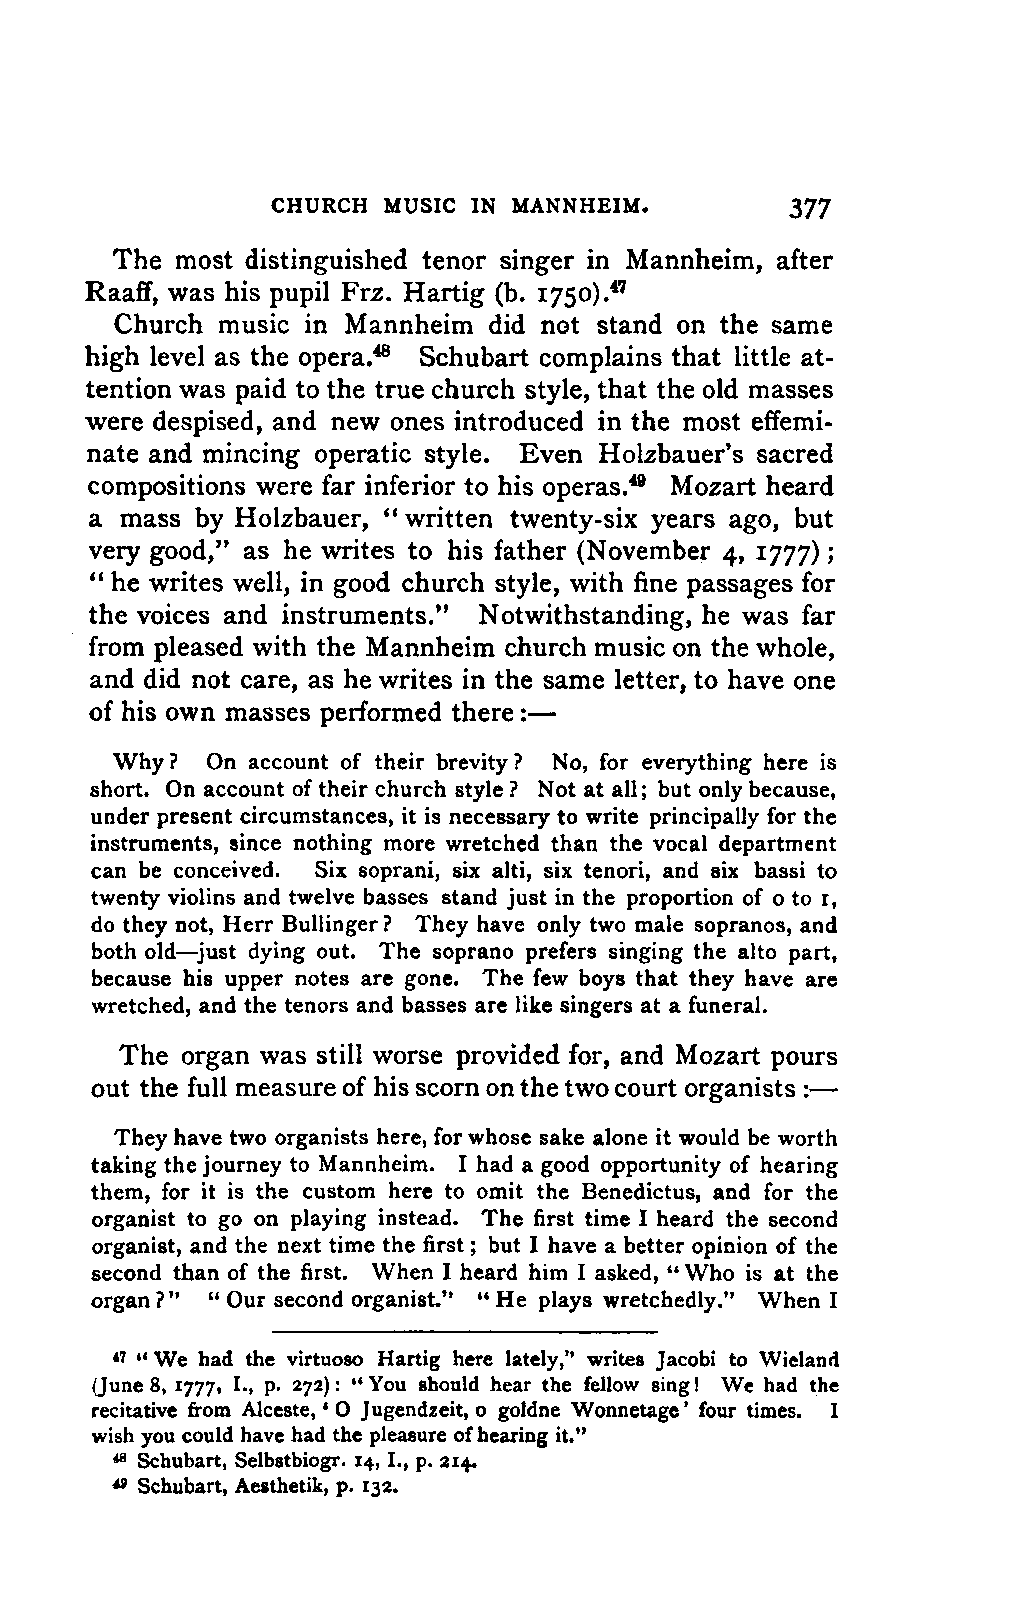 CHURCH MUSIC IN MANNHEIM. 377
The most distinguished tenor singer in Mannheim, after
Raaff, was his pupil Frz. Hartig (b. 1750).47
Church music in Mannheim did not stand on the same
high level as the opera.48 Schubart complains that little at-
tention was paid to the true church style, that the old masses
were despised, and new ones introduced in the most effemi-
nate and mincing operatic style. Even Holzbauer's sacred
compositions were far inferior to his operas.49 Mozart heard
a mass by Holzbauer, "written twenty-six years ago, but
very good," as he writes to his father (November 4, 1777);
"he writes well, in good church style, with fine passages for
the voices and instruments." Notwithstanding, he was far
from pleased with the Mannheim church music on the whole,
and did not care, as he writes in the same letter, to have one
of his own masses performed there:—
Why? On account of their brevity? No, for everything here is
short. On account of their church style? Not at all; but only because,
under present circumstances, it is necessary to write principally for the
instruments, since nothing more wretched than the vocal department
can be conceived. Six soprani, six alti, six tenori, and six bassi to
twenty violins and twelve basses stand just in the proportion of 0 to 1,
do they not, Herr Bullinger? They have only two male sopranos, and
both old—just dying out. The soprano prefers singing the alto part,
because his upper notes are gone. The few boys that they have are
wretched, and the tenors and basses are like singers at a funeral.
The organ was still worse provided for, and Mozart pours
out the full measure of his scorn on the two court organists:—
They have two organists here, for whose sake alone it would be worth
taking the journey to Mannheim. I had a good opportunity of hearing
them, for it is the custom here to omit the Benedictus, and for the
organist to go on playing instead. The first time I heard the second
organist, and the next time the first; but I have a better opinion of the
second than of the first. When I heard him I asked, "Who is at the
organ?" "Our second organist." "He plays wretchedly." When I
47 "We had the virtuoso Hartig here lately," writes Jacobi to Wieland
(June 8, 1777, I., p. 272): "You should hear the fellow sing! We had the
recitative from Alceste, 'O Jugendzeit, o goldne Wonnetage' four times. I
wish you could have had the pleasure of hearing it."
48 Schubart, Selbstbiogr. 14, I., p. 214.
49 Schubart, Aesthetik, p. 132.